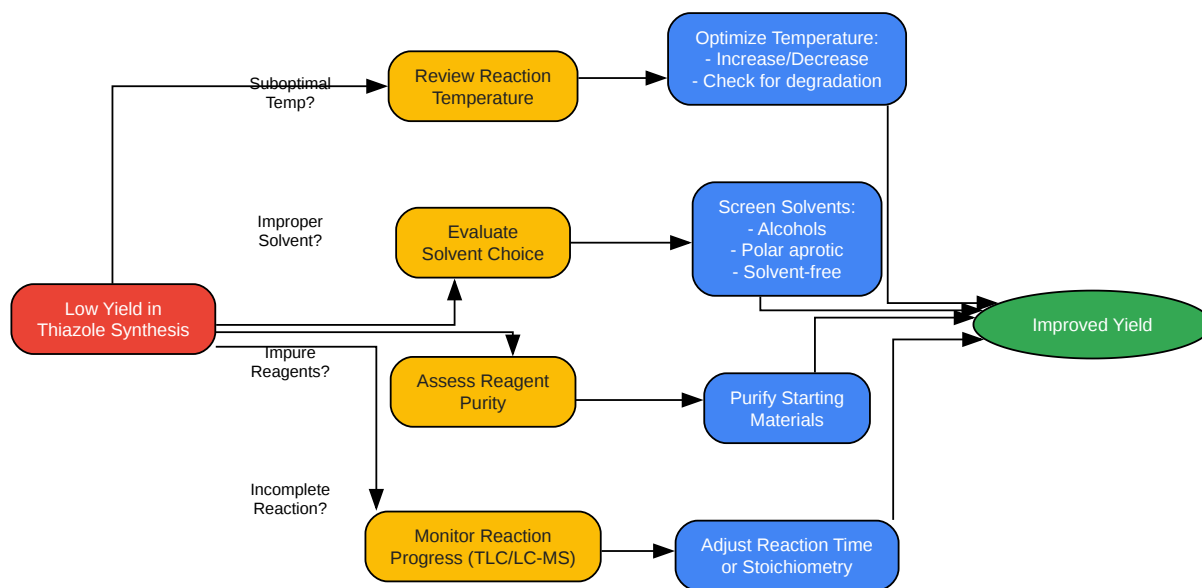 Suboptimal
Temp?
Review Reaction
Temperature
Optimize Temperature:
- Increase/Decrease
- Check for degradation
Improper
Solvent?
Evaluate
Solvent Choice
Screen Solvents:
- Alcohols
- Polar aprotic
- Solvent-free
Low Yield in
Thiazole Synthesis
Improved Yield
Impure
Reagents?
Assess Reagent
Purity
Purify Starting
Materials
Incomplete
Reaction?
Monitor Reaction
Progress (TLC/LC-MS)
Adjust Reaction Time
or Stoichiometry